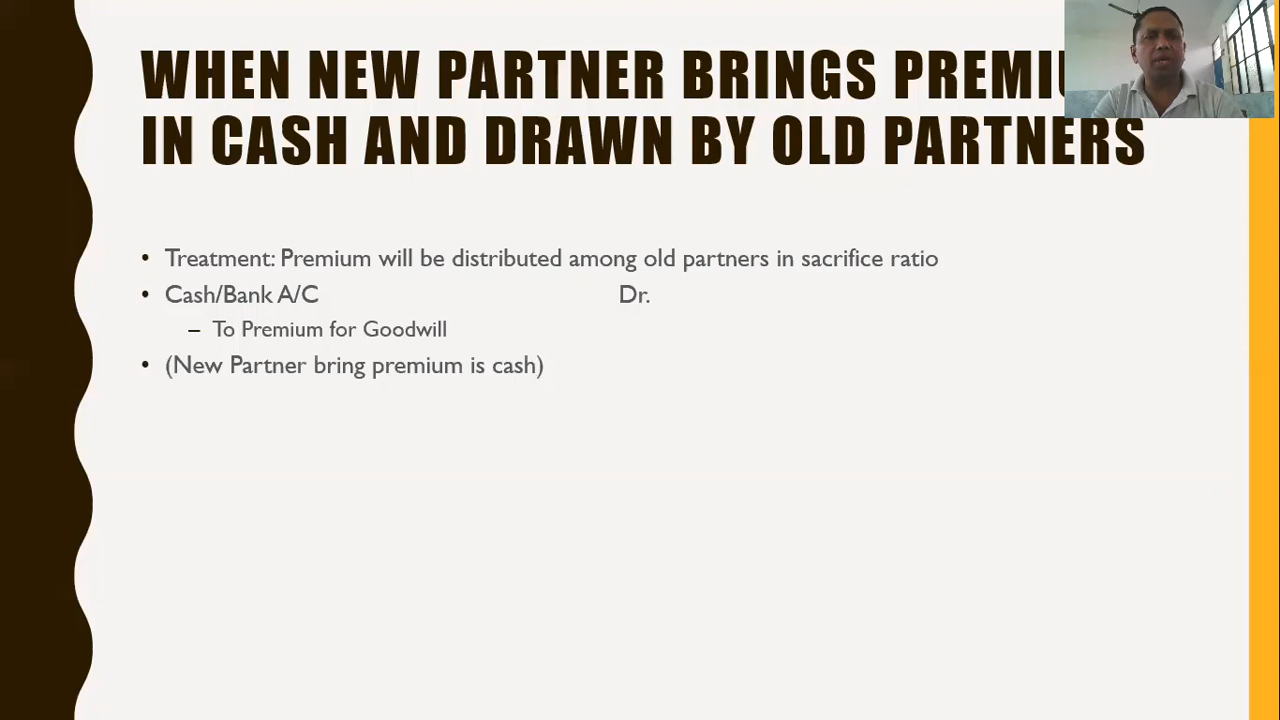 WHEN NEW PARTNER BRINGS
IN CASH AND DRAWN BY OLD PARTNERS
• Treatment: Premium will be distributed among old partners in sacrifice ratio
• Cash/Bank A/C Dr.
– To Premium for Goodwill
• (New Partner bring premium is cash)